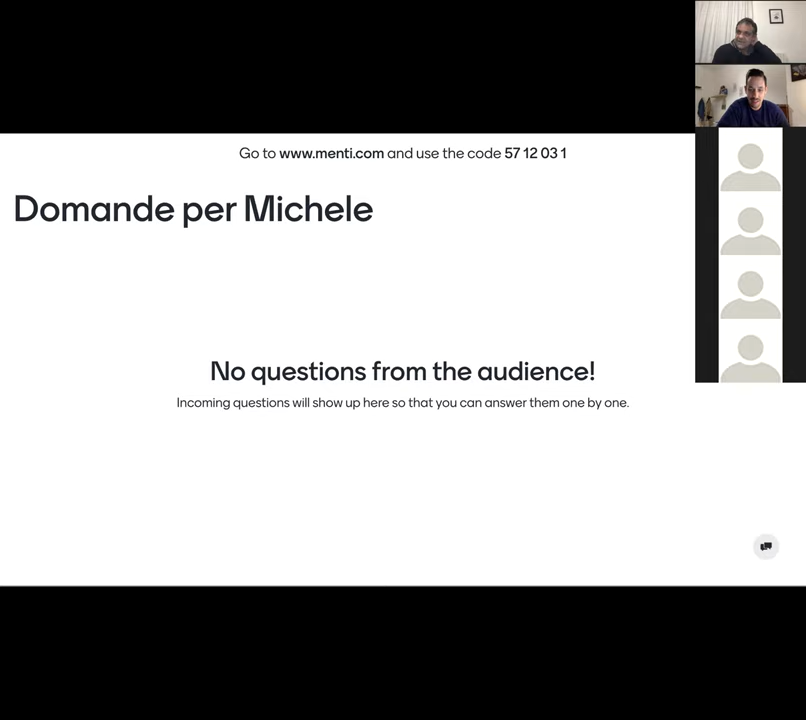 Go to www.menti.com and use the code 57 12 03 1
Domande per Michele
No questions from the audience!
Incoming questions will show up here so that you can answer them one by one.